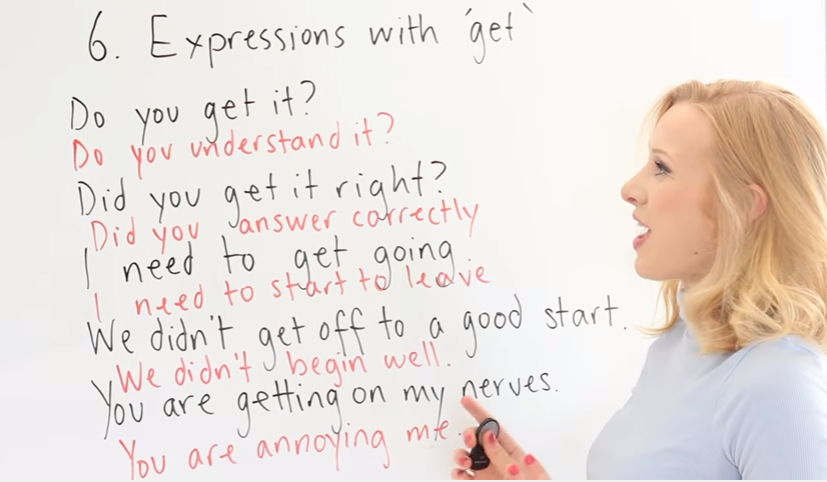 6. Expressions with 'get'
Do you get it?
Do you understand it?
Did you get it right?
Did you answer correctly
I need to get going.
I need to start to leave
We didn't get off to a good start.
We didn't begin well.
You are getting on my nerves.
You are annoying me.